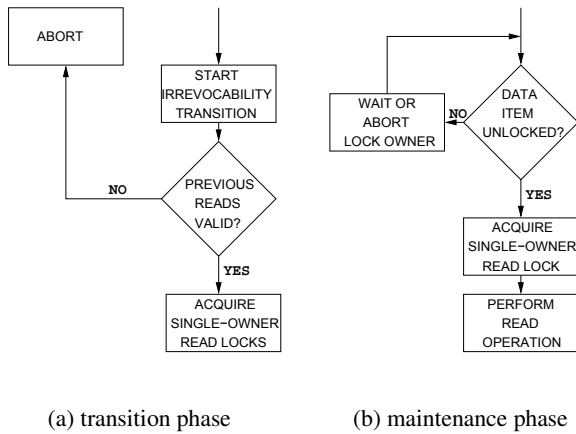 ABORT
START
IRREVOCABILITY
TRANSITION
NO
PREVIOUS
READS
VALID?
YES
ACQUIRE
SINGLE−OWNER
READ LOCKS
(a) transition phase
DATA
ITEM
UNLOCKED?
NO
WAIT OR
ABORT
LOCK OWNER
YES
ACQUIRE
SINGLE−OWNER
READ LOCK
PERFORM
READ
OPERATION
(b) maintenance phase